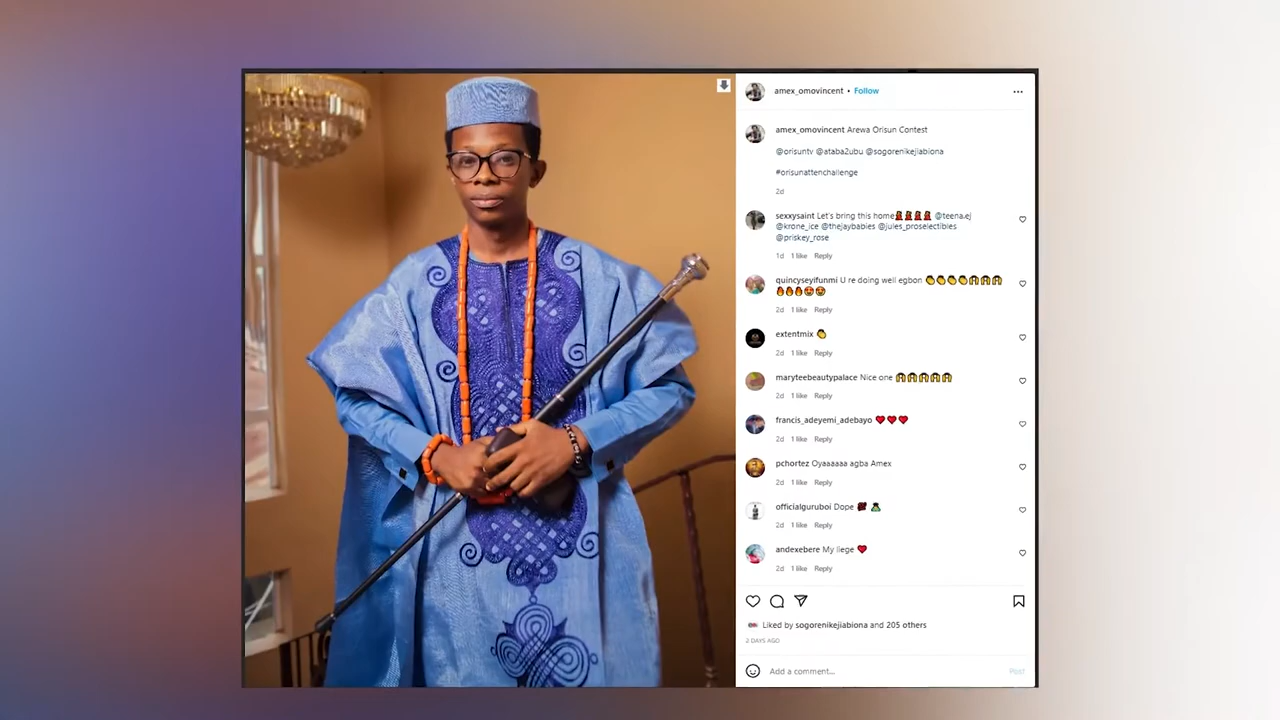 amex_omovincent • Follow
amex_omovincent Arewa Orisun Contest
@orisuntv @ataba2ubu @sogorenikejiabiona
#orisunattenchallenge
2d
sexxysaint Let's bring this home @teena.ej
@krone_ice @thejaybabies @jules_proselectibles
@priskey_rose
1d 1 like Reply
quincyseyifunmi U re doing well egbon
2d 1 like Reply
extentmix
2d 1 like Reply
maryteebeautypalace Nice one
2d 1 like Reply
francis_adeyemi_adebayo
2d 1 like Reply
pchortez Oyaaaaaa agba Amex
2d 1 like Reply
officialguruboi Dope
2d 1 like Reply
andexebere My liege
2d 1 like Reply
Liked by sogorenikejiabiona and 205 others
2 DAYS AGO
Add a comment...
Post